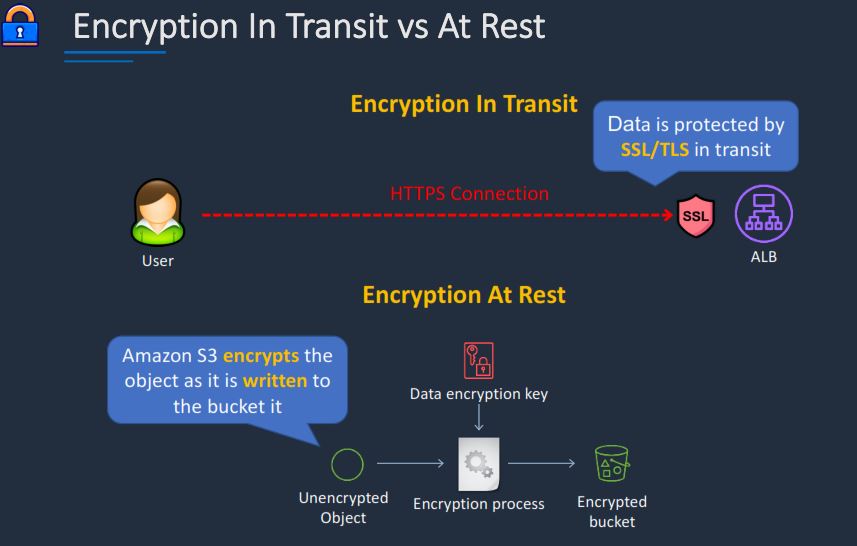 Encryption In Transit vs At Rest
Encryption In Transit
Data is protected by
SSL/TLS in transit
HTTPS Connection
SSL
User
ALB
Encryption At Rest
Amazon S3 encrypts the
object as it is written to
the bucket it
Data encryption key
Unencrypted
Object
Encryption process
Encrypted
bucket